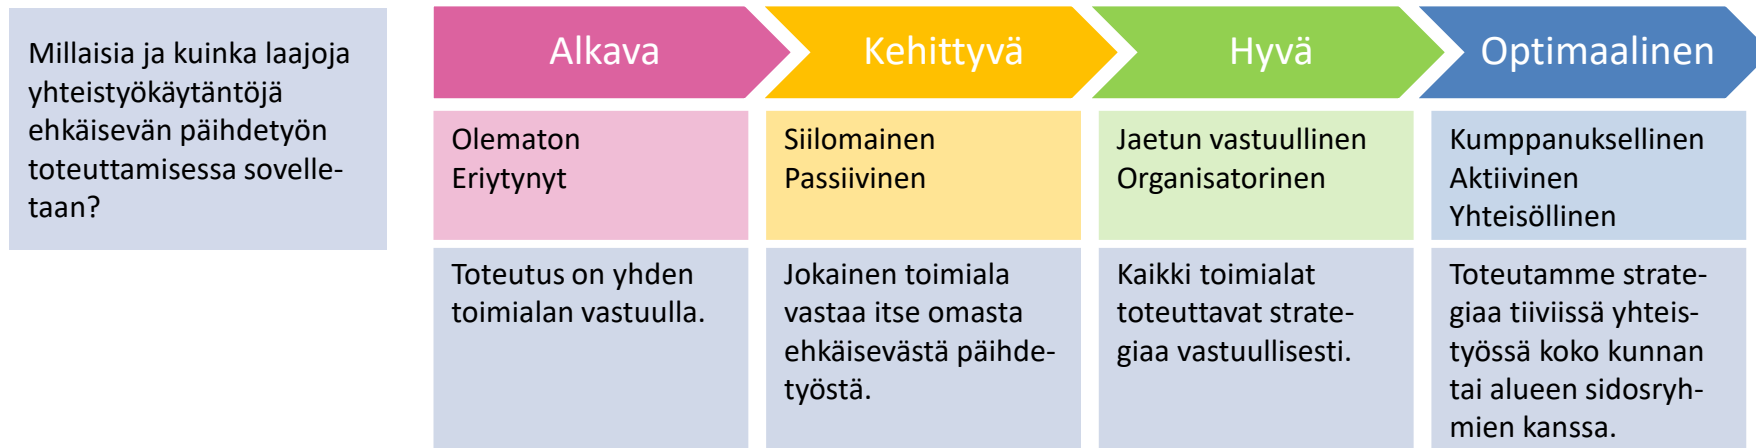 Millaisia ja kuinka laajoja
yhteistyökäytäntöjä
ehkäisevän päihdetyön
toteuttamisessa sovelle-
taan?
Alkava
Kehittyvä
Hyvä
Optimaalinen
Olematon
Eriytynyt
Siilomainen
Passiivinen
Jaetun vastuullinen
Organisatorinen
Kumppanuksellinen
Aktiivinen
Yhteisöllinen
Toteutus on yhden
toimialan vastuulla.
Jokainen toimiala
vastaa itse omasta
ehkäisevästä päihde-
työstä.
Kaikki toimialat
toteuttavat strate-
giaa vastuullisesti.
Toteutamme strate-
giaa tiiviissä yhteis-
työssä koko kunnan
tai alueen sidosryh-
mien kanssa.